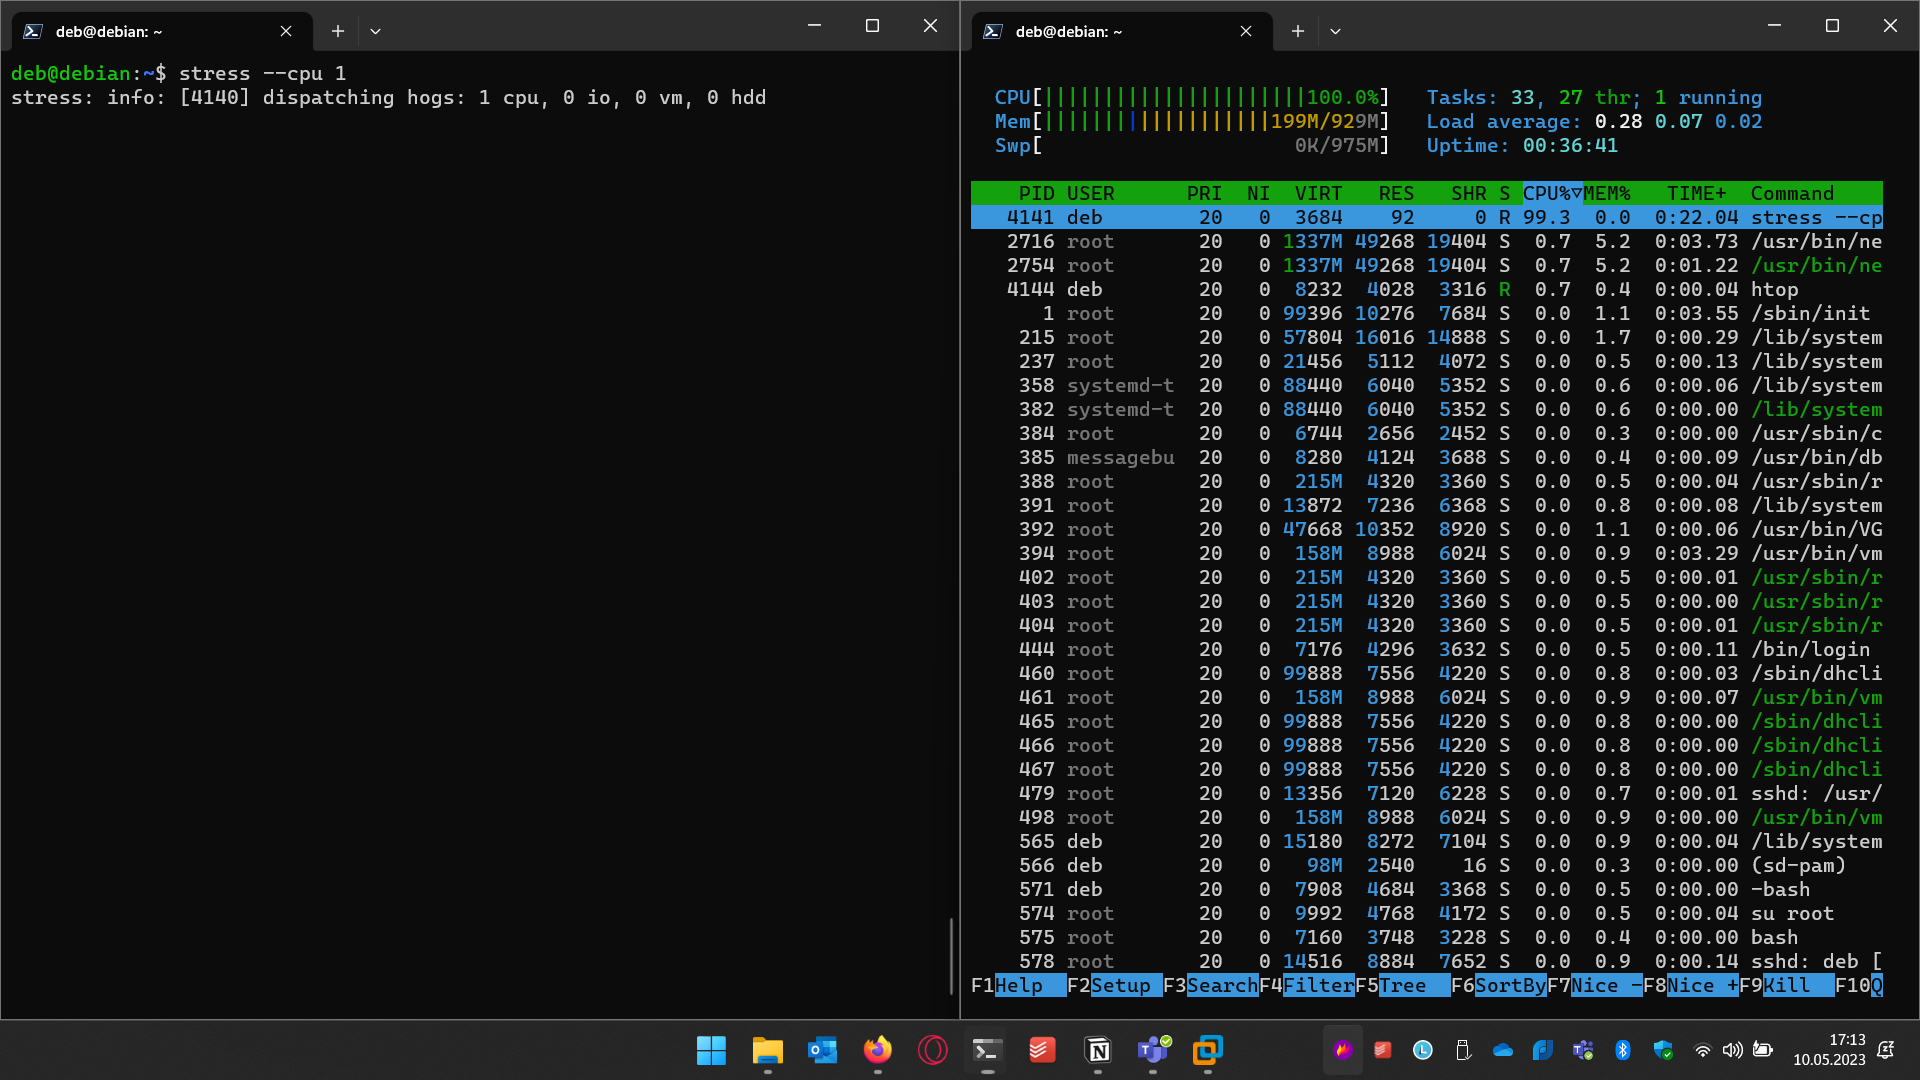 deb@debian: ~
deb@debian:~$ stress --cpu 1
stress: info: [4140] dispatching hogs: 1 cpu, 0 io, 0 vm, 0 hdd
deb@debian: ~
CPU[||||||||||||||||||||||100.0%] Tasks: 33, 27 thr; 1 running
Mem[|||||||||||||||||||199M/929M] Load average: 0.28 0.07 0.02
Swp[ 0K/975M] Uptime: 00:36:41
PID USER PRI NI VIRT RES SHR S CPU%▽MEM% TIME+ Command
4141 deb 20 0 3684 92 0 R 99.3 0.0 0:22.04 stress --cp
2716 root 20 0 1337M 49268 19404 S 0.7 5.2 0:03.73 /usr/bin/ne
2754 root 20 0 1337M 49268 19404 S 0.7 5.2 0:01.22 /usr/bin/ne
4144 deb 20 0 8232 4028 3316 R 0.7 0.4 0:00.04 htop
1 root 20 0 99396 10276 7684 S 0.0 1.1 0:03.55 /sbin/init
215 root 20 0 57804 16016 14888 S 0.0 1.7 0:00.29 /lib/system
237 root 20 0 21456 5112 4072 S 0.0 0.5 0:00.13 /lib/system
358 systemd-t 20 0 88440 6040 5352 S 0.0 0.6 0:00.06 /lib/system
382 systemd-t 20 0 88440 6040 5352 S 0.0 0.6 0:00.00 /lib/system
384 root 20 0 6744 2656 2452 S 0.0 0.3 0:00.00 /usr/sbin/c
385 messagebu 20 0 8280 4124 3688 S 0.0 0.4 0:00.09 /usr/bin/db
388 root 20 0 215M 4320 3360 S 0.0 0.5 0:00.04 /usr/sbin/r
391 root 20 0 13872 7236 6368 S 0.0 0.8 0:00.08 /lib/system
392 root 20 0 47668 10352 8920 S 0.0 1.1 0:00.06 /usr/bin/VG
394 root 20 0 158M 8988 6024 S 0.0 0.9 0:03.29 /usr/bin/vm
402 root 20 0 215M 4320 3360 S 0.0 0.5 0:00.01 /usr/sbin/r
403 root 20 0 215M 4320 3360 S 0.0 0.5 0:00.00 /usr/sbin/r
404 root 20 0 215M 4320 3360 S 0.0 0.5 0:00.01 /usr/sbin/r
444 root 20 0 7176 4296 3632 S 0.0 0.5 0:00.11 /bin/login
460 root 20 0 99888 7556 4220 S 0.0 0.8 0:00.03 /sbin/dhcli
461 root 20 0 158M 8988 6024 S 0.0 0.9 0:00.07 /usr/bin/vm
465 root 20 0 99888 7556 4220 S 0.0 0.8 0:00.00 /sbin/dhcli
466 root 20 0 99888 7556 4220 S 0.0 0.8 0:00.00 /sbin/dhcli
467 root 20 0 99888 7556 4220 S 0.0 0.8 0:00.00 /sbin/dhcli
479 root 20 0 13356 7120 6228 S 0.0 0.7 0:00.01 sshd: /usr/
498 root 20 0 158M 8988 6024 S 0.0 0.9 0:00.00 /usr/bin/vm
565 deb 20 0 15180 8272 7104 S 0.0 0.9 0:00.04 /lib/system
566 deb 20 0 98M 2540 16 S 0.0 0.3 0:00.00 (sd-pam)
571 deb 20 0 7908 4684 3368 S 0.0 0.5 0:00.00 -bash
574 root 20 0 9992 4768 4172 S 0.0 0.5 0:00.04 su root
575 root 20 0 7160 3748 3228 S 0.0 0.4 0:00.00 bash
578 root 20 0 14516 8884 7652 S 0.0 0.9 0:00.14 sshd: deb [
F1Help F2Setup F3SearchF4FilterF5Tree F6SortByF7Nice -F8Nice +F9Kill F10Q
17:13
10.05.2023